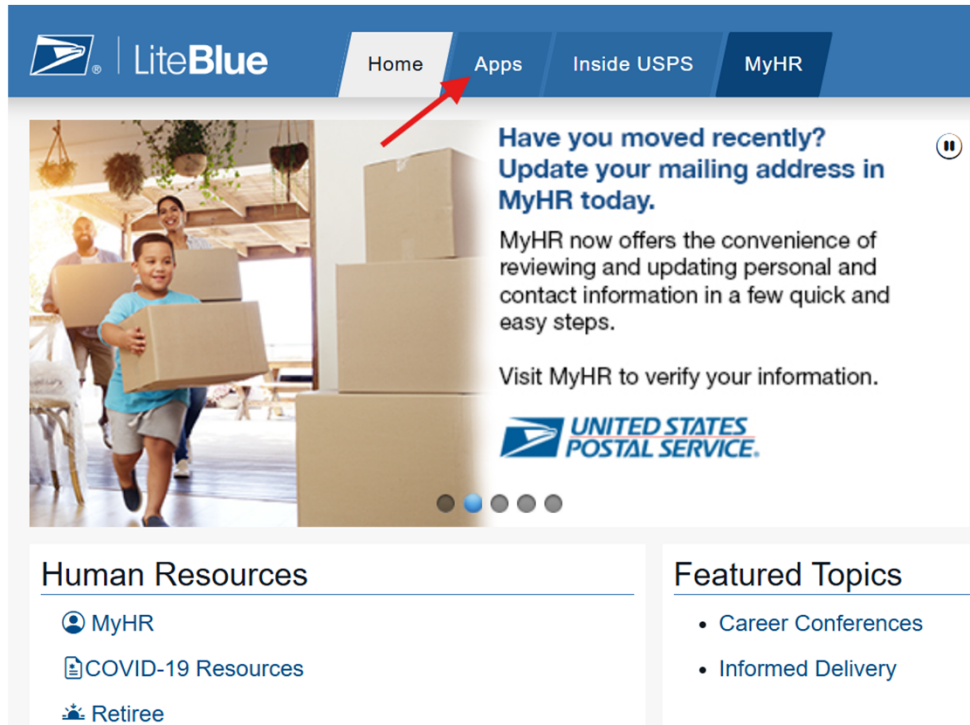 LiteBlue
Home
Apps
Inside USPS
MyHR
Have you moved recently?
Update your mailing address in
MyHR today.
MyHR now offers the convenience of
reviewing and updating personal and
contact information in a few quick and
easy steps.
Visit MyHR to verify your information.
UNITED STATES
POSTAL SERVICE®
Human Resources
MyHR
COVID-19 Resources
Retiree
Featured Topics
• Career Conferences
• Informed Delivery